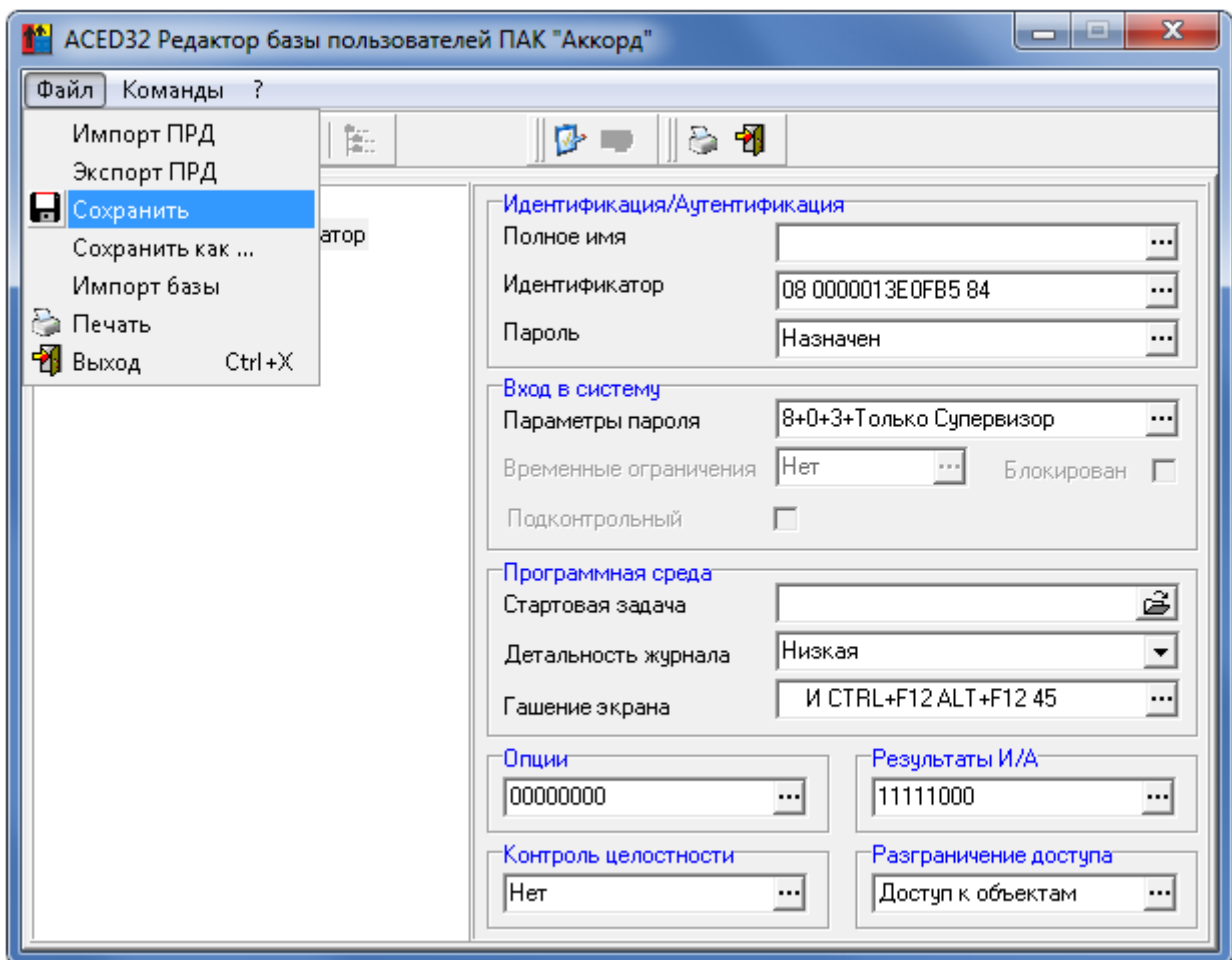 ACED32 Редактор базы пользователей ПАК "Аккорд"
Файл Команды ?
Импорт ПРД
Экспорт ПРД
Сохранить
Сохранить как ...
Импорт базы
Печать
Выход Ctrl+X
атор
Идентификация/Аутентификация
Полное имя ...
Идентификатор 08 0000013E0FB5 84 ...
Пароль Назначен ...
Вход в систему
Параметры пароля 8+0+3+Только Супервизор ...
Временные ограничения Нет ... Блокирован
Подконтрольный
Программная среда
Стартовая задача
Детальность журнала Низкая
Гашение экрана И CTRL+F12 ALT+F12 45 ...
Опции Результаты И/А
00000000 ... 11111000 ...
Контроль целостности Разграничение доступа
Нет ... Доступ к объектам ...